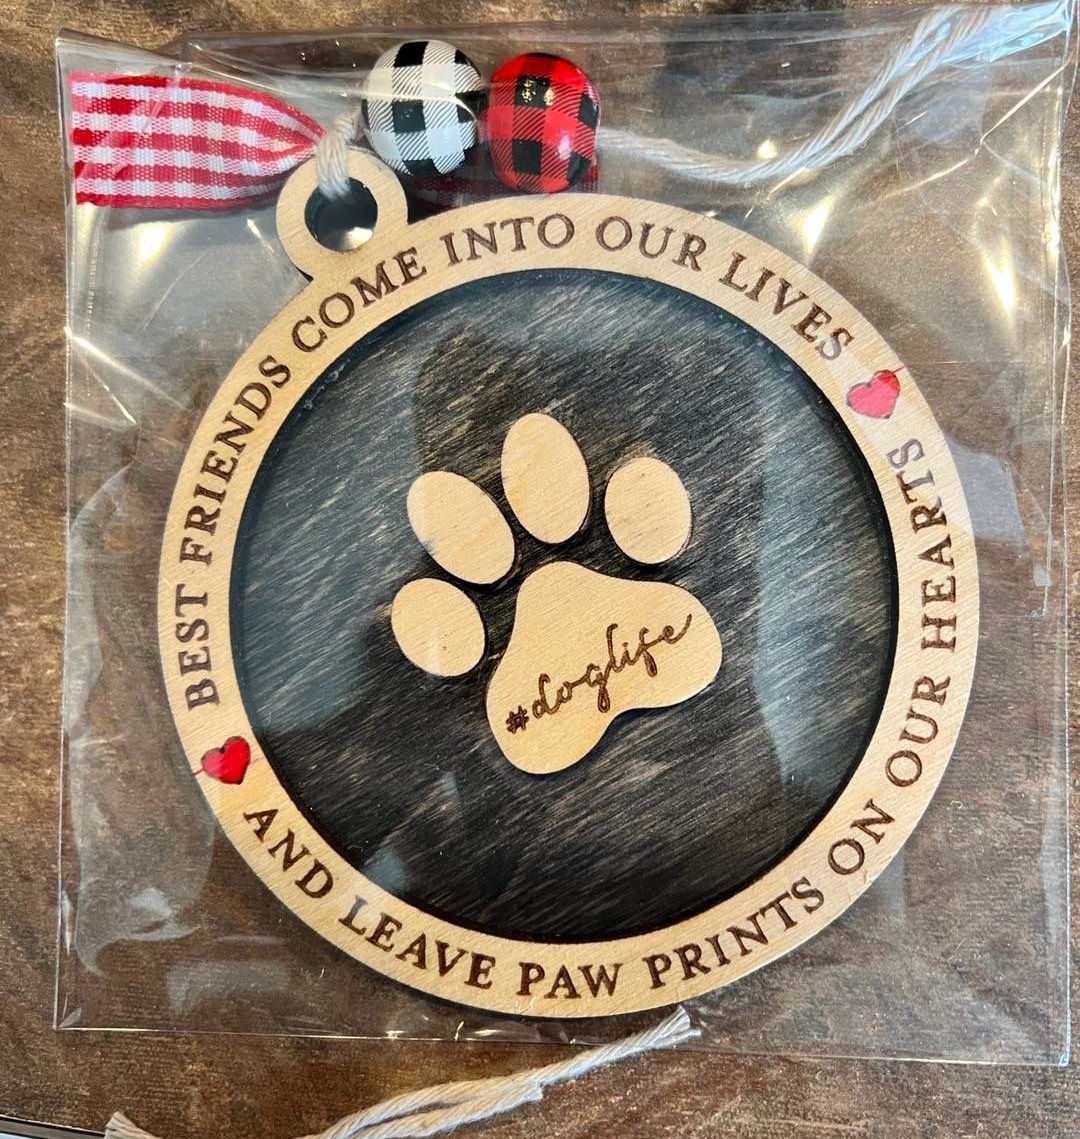 BEST FRIENDS COME INTO OUR LIVES
AND LEAVE PAW PRINTS ON OUR HEARTS
#doglife